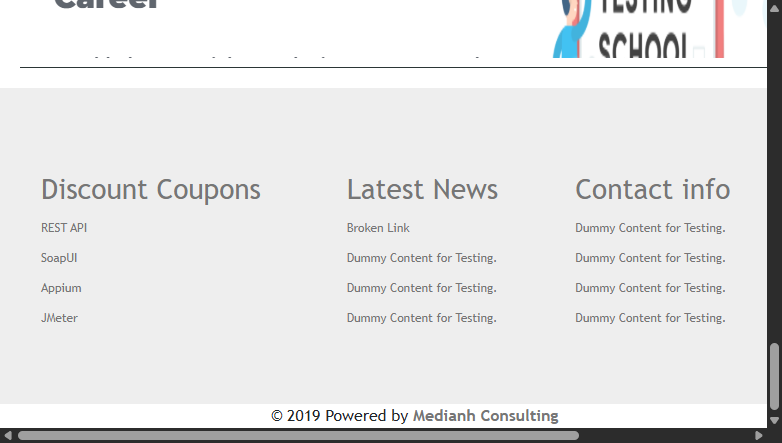 Career
TESTING
SCHOOL
Discount Coupons
REST API
SoapUI
Appium
JMeter
Latest News
Broken Link
Dummy Content for Testing.
Dummy Content for Testing.
Dummy Content for Testing.
Contact info
Dummy Content for Testing.
Dummy Content for Testing.
Dummy Content for Testing.
Dummy Content for Testing.
© 2019 Powered by Medianh Consulting